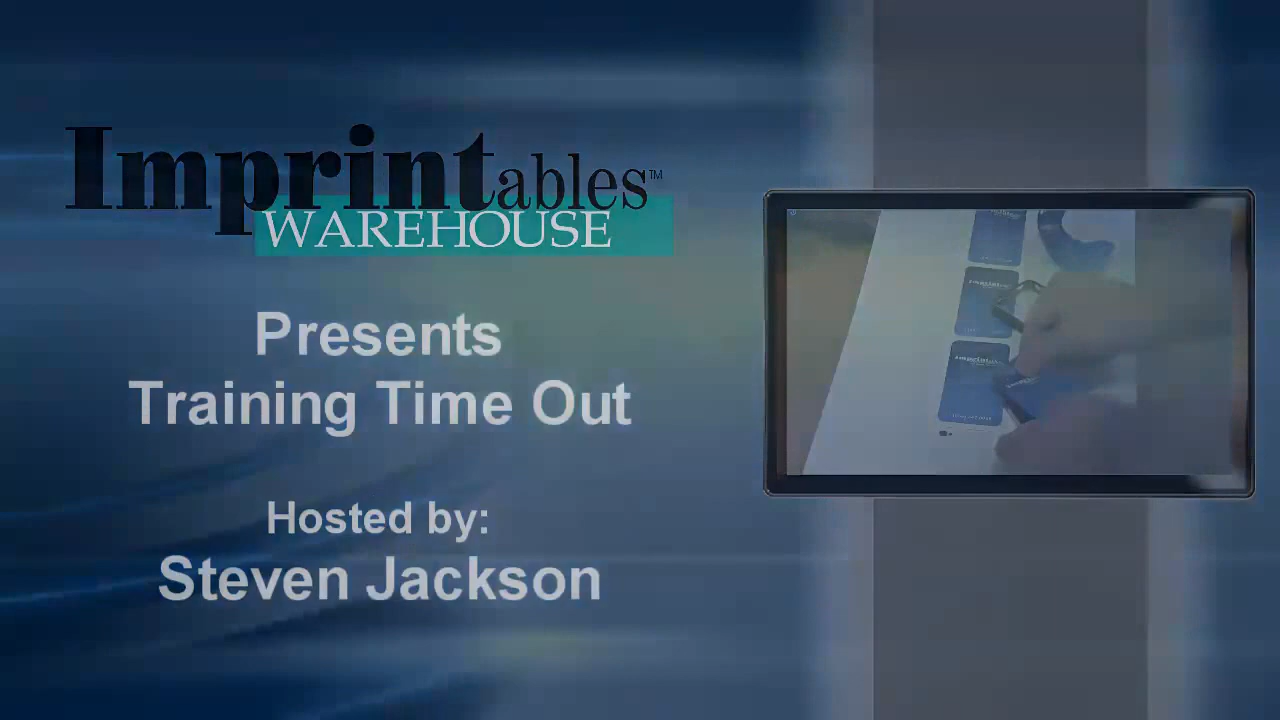 Imprintables™
WAREHOUSE
Presents
Training Time Out
Hosted by:
Steven Jackson